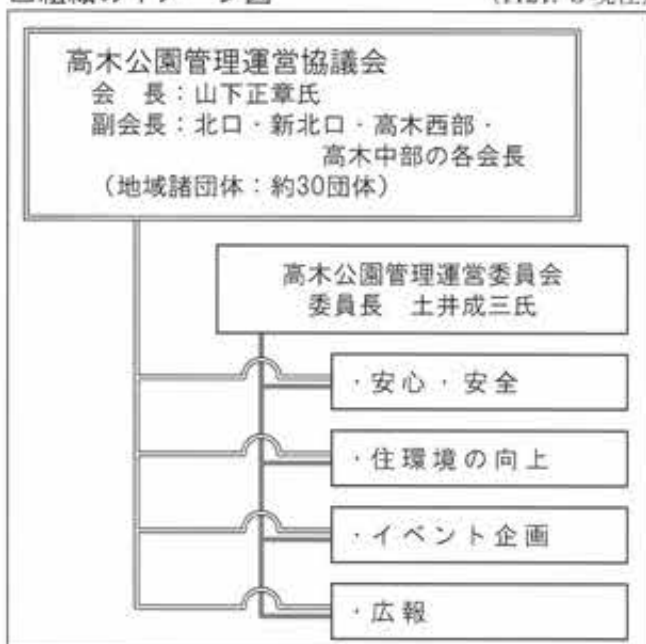 高木公園管理運営協議会
会　長：山下正章氏
副会長：北口・新北口・高木西部・
高木中部の各会長
（地域諸団体：約30団体）
高木公園管理運営委員会
委員長　土井成三氏
・安心・安全
・住環境の向上
・イベント企画
・広報